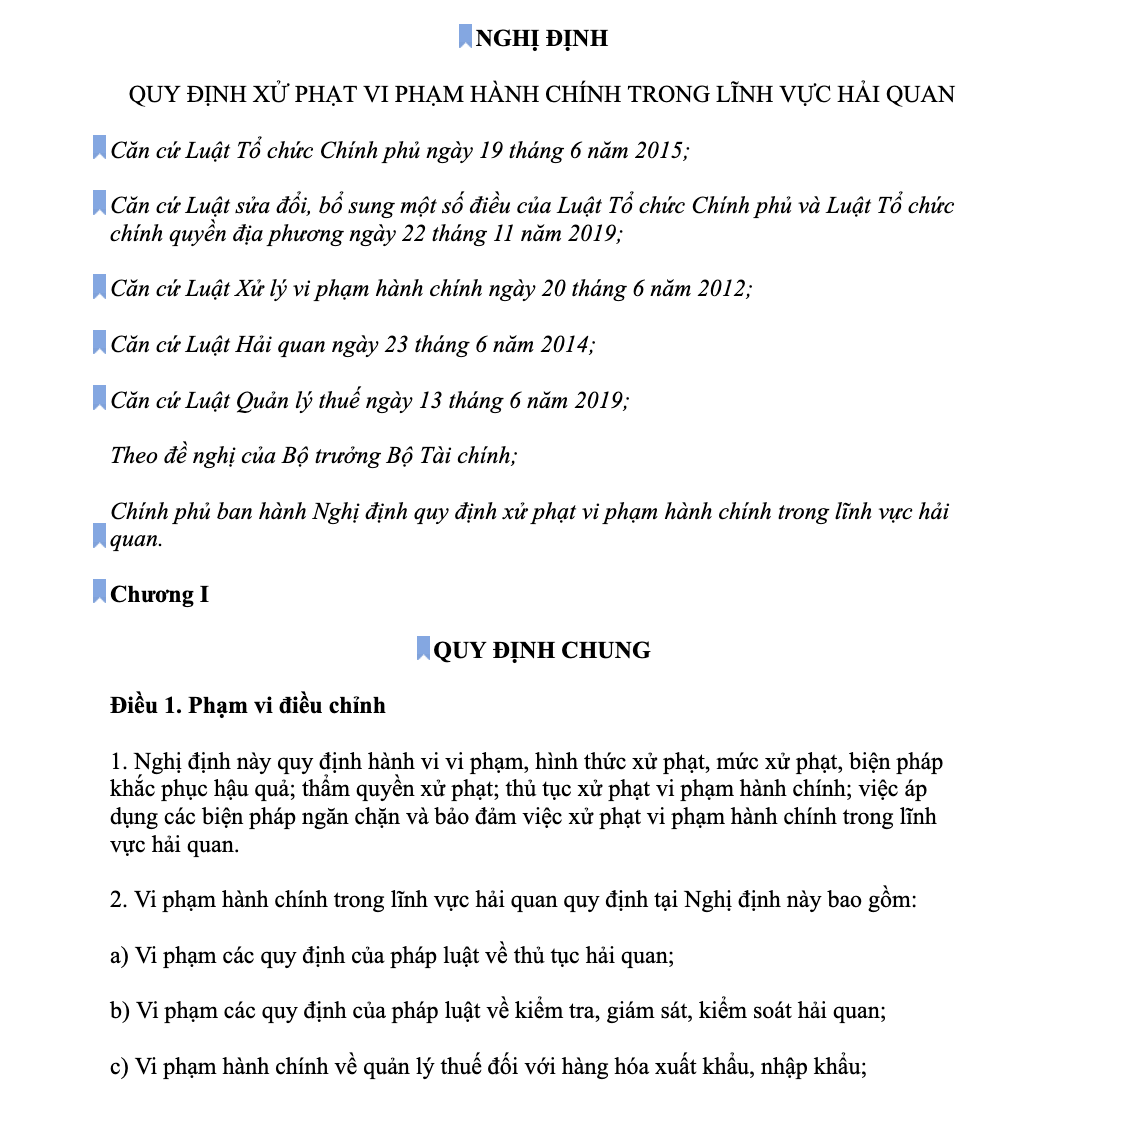 NGHỊ ĐỊNH
QUY ĐỊNH XỬ PHẠT VI PHẠM HÀNH CHÍNH TRONG LĨNH VỰC HẢI QUAN
Căn cứ Luật Tổ chức Chính phủ ngày 19 tháng 6 năm 2015;
Căn cứ Luật sửa đổi, bổ sung một số điều của Luật Tổ chức Chính phủ và Luật Tổ chức
chính quyền địa phương ngày 22 tháng 11 năm 2019;
Căn cứ Luật Xử lý vi phạm hành chính ngày 20 tháng 6 năm 2012;
Căn cứ Luật Hải quan ngày 23 tháng 6 năm 2014;
Căn cứ Luật Quản lý thuế ngày 13 tháng 6 năm 2019;
Theo đề nghị của Bộ trưởng Bộ Tài chính;
Chính phủ ban hành Nghị định quy định xử phạt vi phạm hành chính trong lĩnh vực hải
quan.
Chương I
QUY ĐỊNH CHUNG
Điều 1. Phạm vi điều chỉnh
1. Nghị định này quy định hành vi vi phạm, hình thức xử phạt, mức xử phạt, biện pháp
khắc phục hậu quả; thẩm quyền xử phạt; thủ tục xử phạt vi phạm hành chính; việc áp
dụng các biện pháp ngăn chặn và bảo đảm việc xử phạt vi phạm hành chính trong lĩnh
vực hải quan.
2. Vi phạm hành chính trong lĩnh vực hải quan quy định tại Nghị định này bao gồm:
a) Vi phạm các quy định của pháp luật về thủ tục hải quan;
b) Vi phạm các quy định của pháp luật về kiểm tra, giám sát, kiểm soát hải quan;
c) Vi phạm hành chính về quản lý thuế đối với hàng hóa xuất khẩu, nhập khẩu;